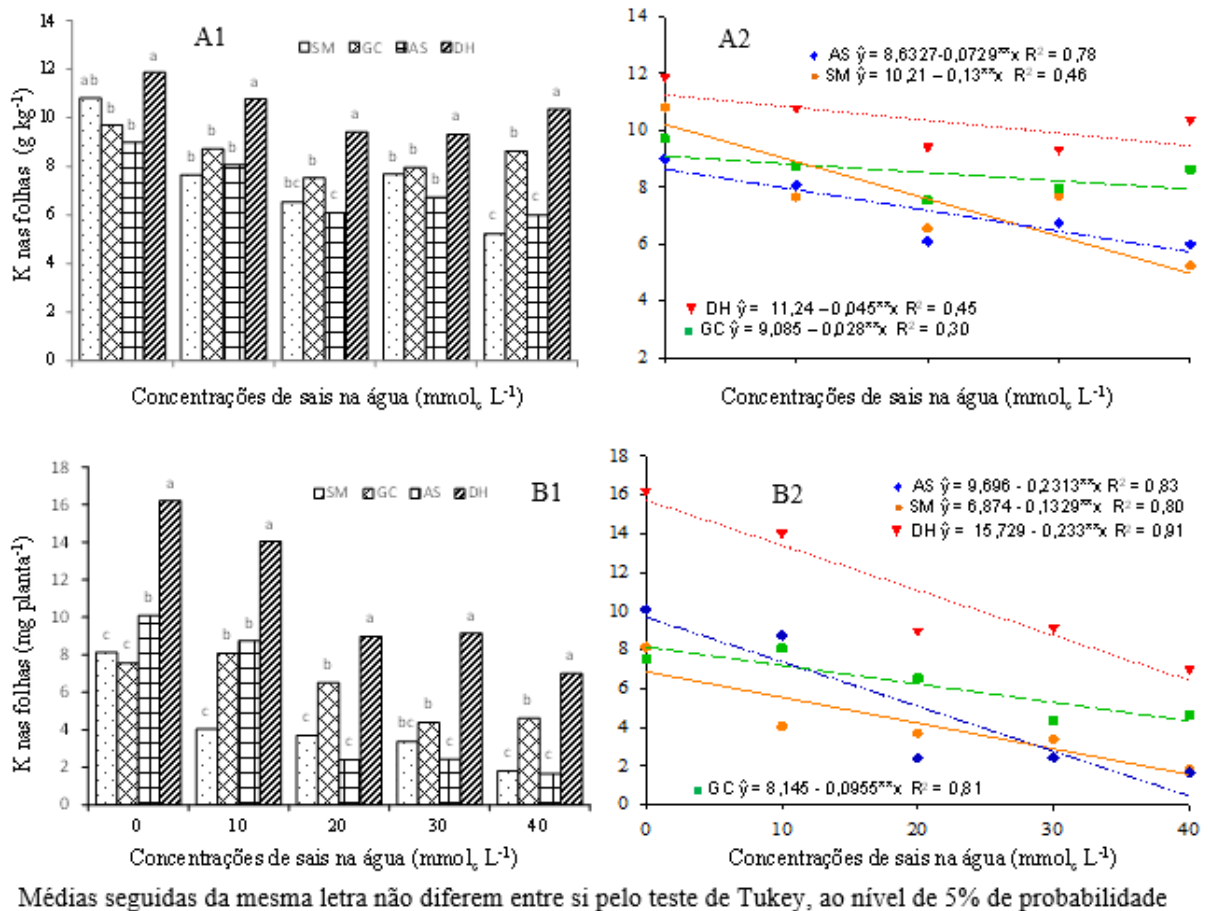 A1
SM GC AS DH
K nas folhas (g kg-1)
14
12
10
8
6
4
2
0
ab b b a
b b b a
bc b c a
b b c a
c b c a
Concentrações de sais na água (mmolc L-1)
A2
AS ŷ = 8,6327-0,0729**x R2 = 0,78
SM ŷ = 10,21 – 0,13**x R2 = 0,46
14
12
10
8
6
4
2
DH ŷ = 11,24 – 0,045**x R2 = 0,45
GC ŷ = 9,085 – 0,028**x R2 = 0,30
Concentrações de sais na água (mmolc L-1)
B1
SM GC AS DH
K nas folhas (mg planta-1)
18
16
14
12
10
8
6
4
2
0
c c b a
c b b a
c b c a
bc b c a
c b c a
0 10 20 30 40
Concentrações de sais na água (mmolc L-1)
B2
AS ŷ = 9,696 - 0,2313**x R2 = 0,83
SM ŷ = 6,874 - 0,1329**x R2 = 0,80
DH ŷ = 15,729 - 0,233**x R2 = 0,91
18
16
14
12
10
8
6
4
2
0
GC ŷ = 8,145 - 0,0955**x R2 = 0,81
0 10 20 30 40
Concentrações de sais na água (mmolc L-1)
Médias seguidas da mesma letra não diferem entre si pelo teste de Tukey, ao nível de 5% de probabilidade